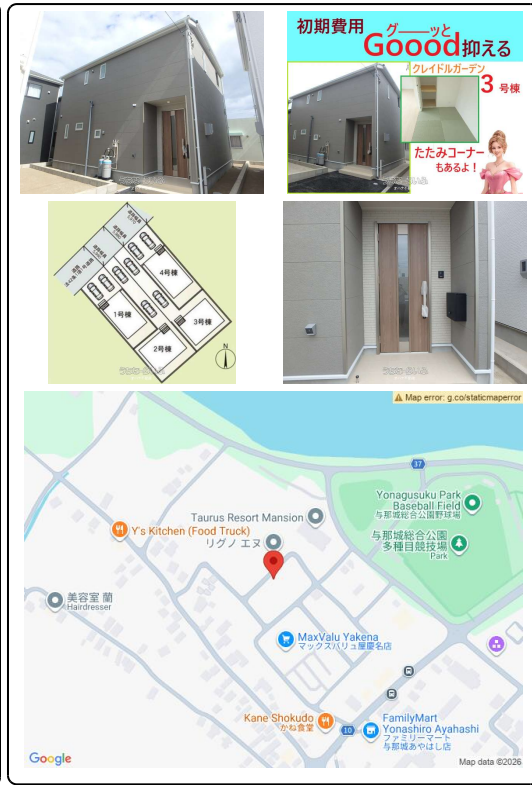 初期費用
グ――ッと
Goood抑える
クレイドルガーデン
3号棟
たたみコーナー
もあるよ！
4号棟
1号棟
3号棟
2号棟
N
Map error: g.co/staticmaperror
37
Yonagusuku Park
Baseball Field
与那城総合公園野球場
Taurus Resort Mansion
Y's Kitchen (Food Truck)
リグノ エヌ
与那城総合公園
多種目競技場
Park
美容室 蘭
Hairdresser
MaxValu Yakena
マックスバリュ屋慶名店
Kane Shokudo
かね食堂
10
FamilyMart
Yonashiro Ayahashi
ファミリーマート
与那城あやはし店
Google
Map data ©2026